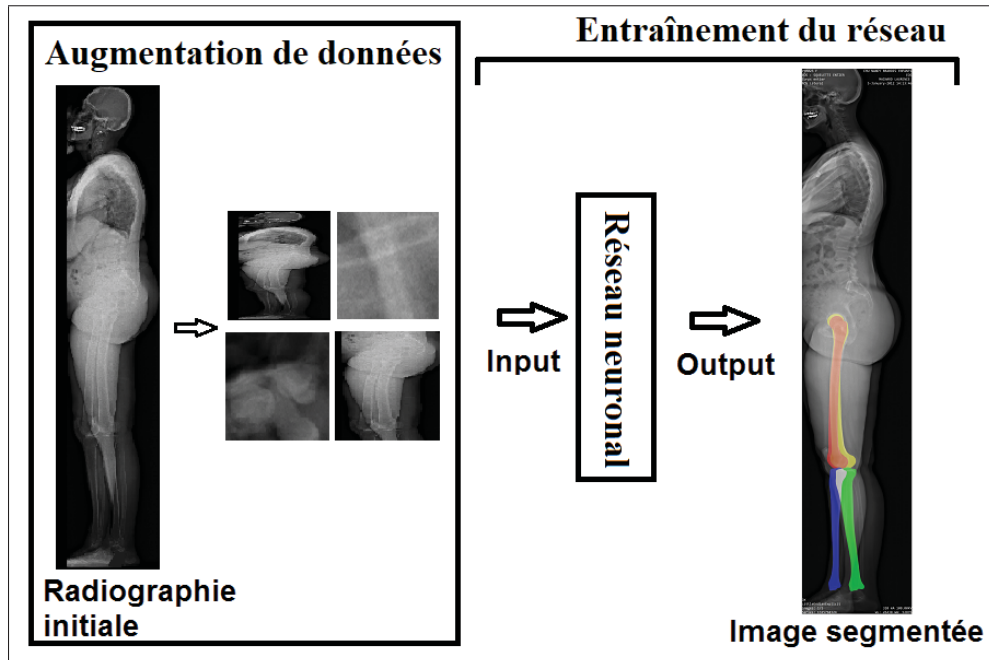 Augmentation de données
Entraînement du réseau
Réseau neuronal
Input
Output
Radiographie
initiale
Image segmentée